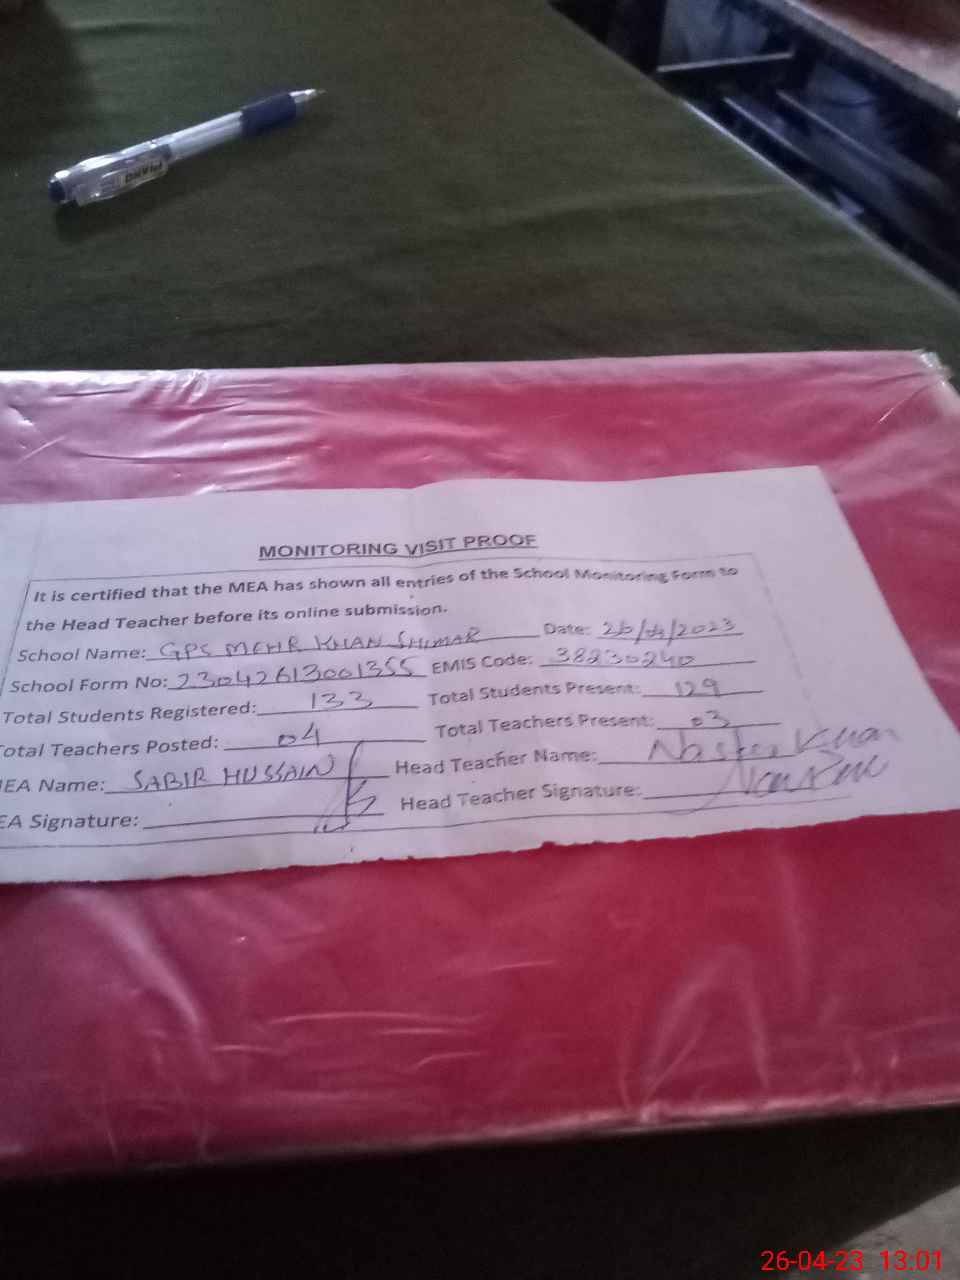 PIANO
MONITORING VISIT PROOF
It is certified that the MEA has shown all entries of the School Monitoring Form to
the Head Teacher before its online submission.
School Name: GPS MEHR KHAN SHUMAR Date: 26/04/2023
School Form No: 23042613001355 EMIS Code: 38230240
Total Students Registered: 133 Total Students Present: 129
Total Teachers Posted: 04 Total Teachers Present: 03
MEA Name: SABIR HUSSAIN Head Teacher Name: Khan
EA Signature: Head Teacher Signature:
26-04-23 13:01